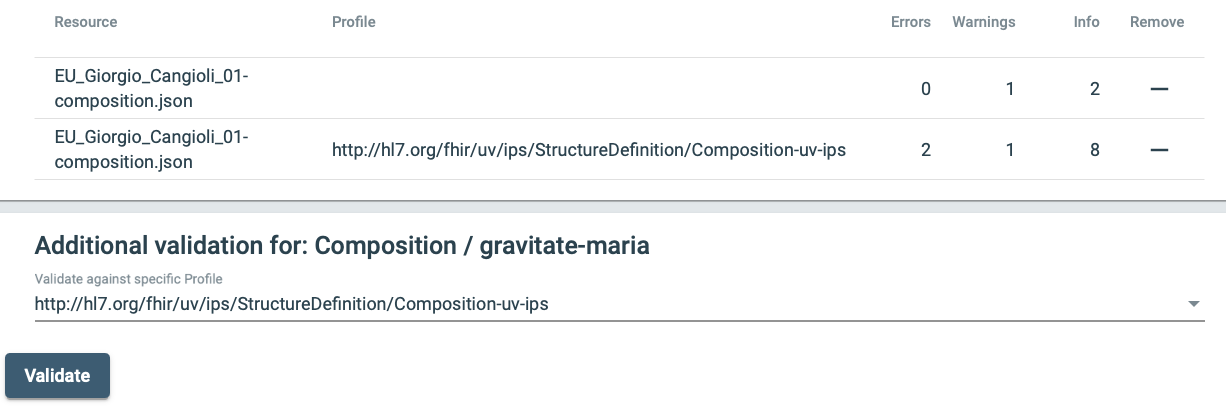 Resource Profile Errors Warnings Info Remove
EU_Giorgio_Cangioli_01-
composition.json 0 1 2 —
EU_Giorgio_Cangioli_01-
composition.json http://hl7.org/fhir/uv/ips/StructureDefinition/Composition-uv-ips 2 1 8 —
Additional validation for: Composition / gravitate-maria
Validate against specific Profile
http://hl7.org/fhir/uv/ips/StructureDefinition/Composition-uv-ips
Validate